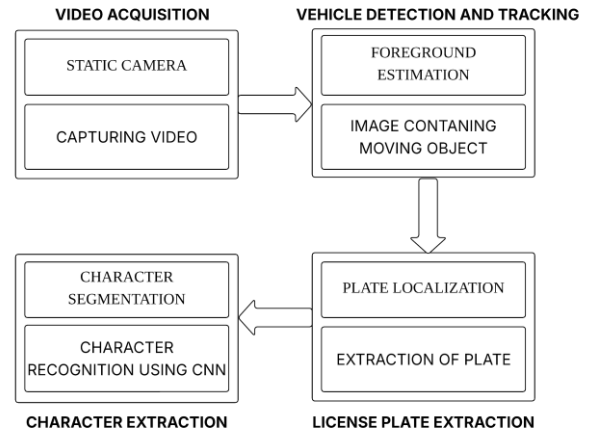 VIDEO ACQUISITION
STATIC CAMERA
CAPTURING VIDEO
VEHICLE DETECTION AND TRACKING
FOREGROUND
ESTIMATION
IMAGE CONTANING
MOVING OBJECT
PLATE LOCALIZATION
EXTRACTION OF PLATE
LICENSE PLATE EXTRACTION
CHARACTER
SEGMENTATION
CHARACTER
RECOGNITION USING CNN
CHARACTER EXTRACTION